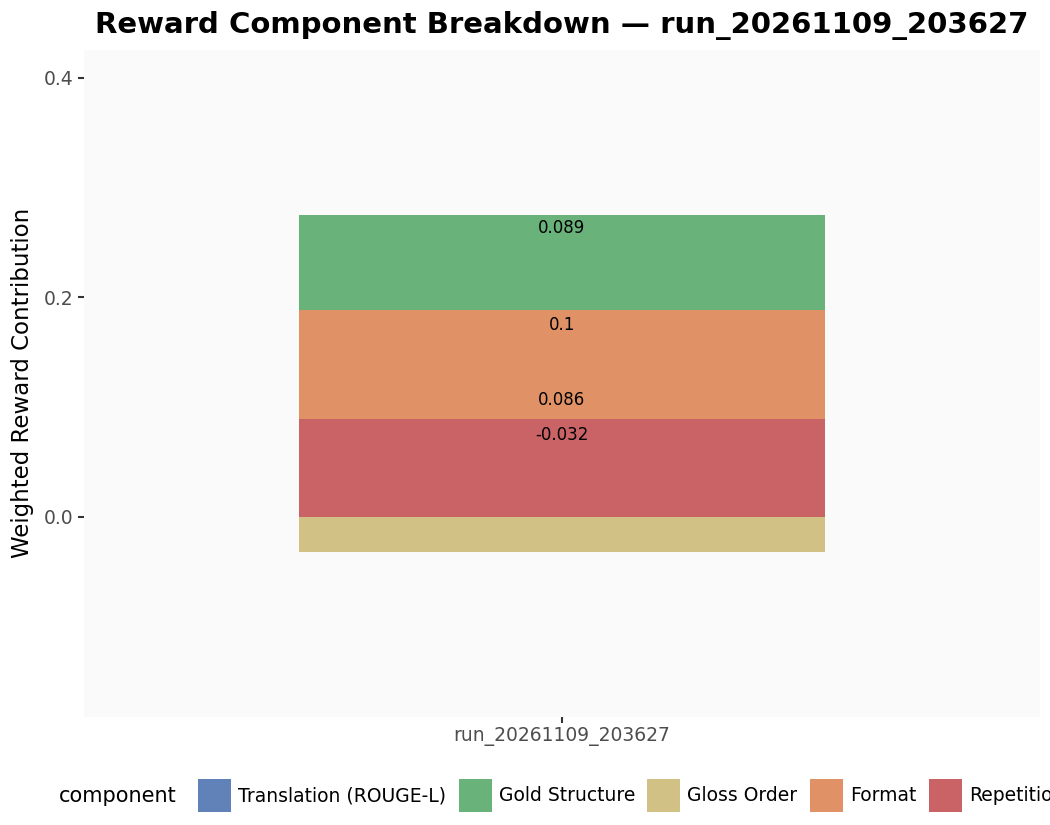 Reward Component Breakdown — run_20261109_203627
Weighted Reward Contribution
0.4
0.2
0.0
0.089
0.1
0.086
-0.032
run_20261109_203627
component
Translation (ROUGE-L)
Gold Structure
Gloss Order
Format
Repetitio